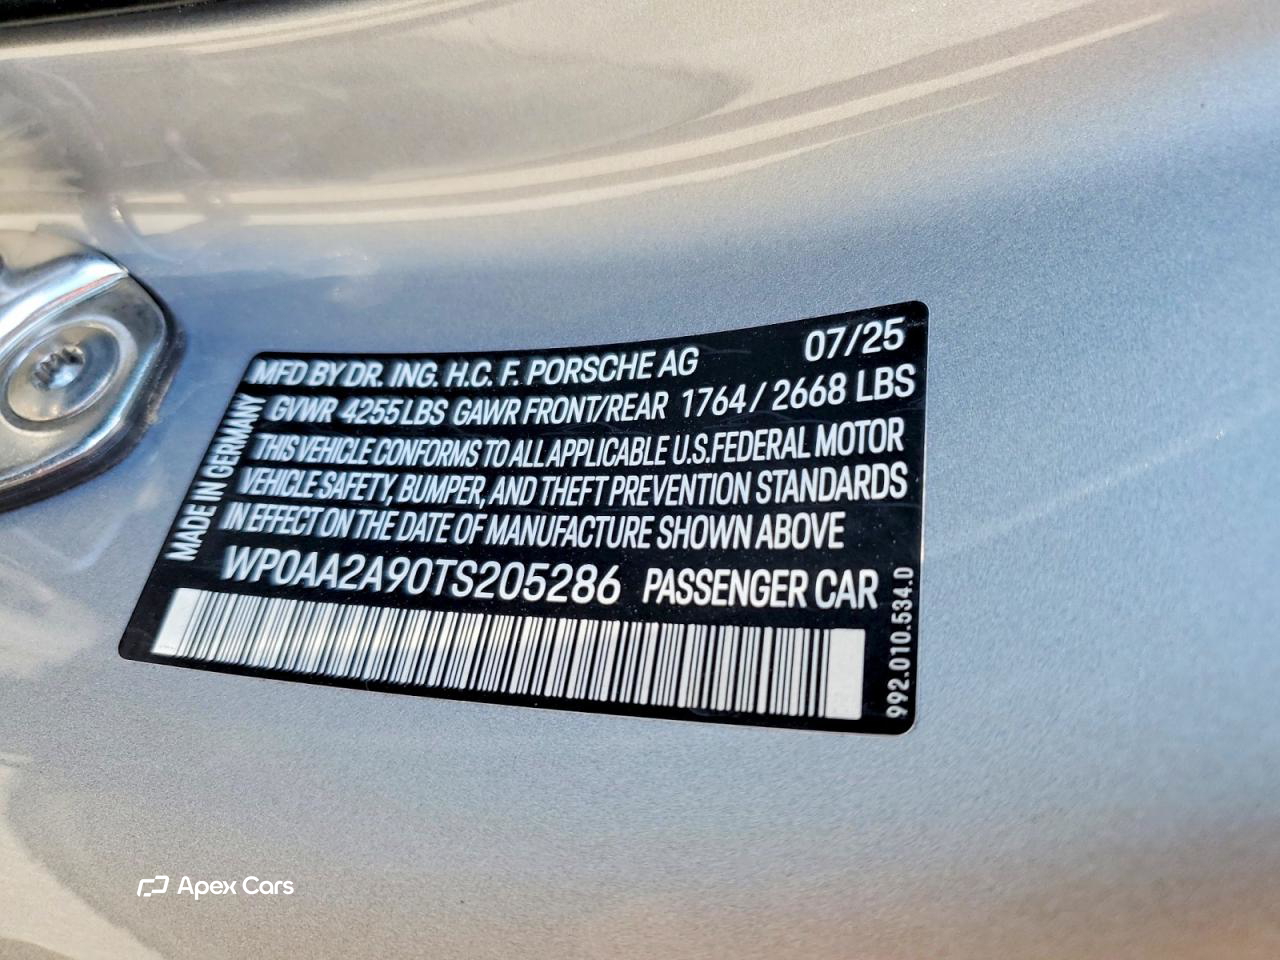 MFD BY DR. ING. H.C. F. PORSCHE AG 07/25
GVWR 4255 LBS GAWR FRONT/REAR 1764 / 2668 LBS
THIS VEHICLE CONFORMS TO ALL APPLICABLE U.S. FEDERAL MOTOR
VEHICLE SAFETY, BUMPER, AND THEFT PREVENTION STANDARDS
IN EFFECT ON THE DATE OF MANUFACTURE SHOWN ABOVE
WP0AA2A90TS205286 PASSENGER CAR
MADE IN GERMANY
992.010.534.D
Apex Cars